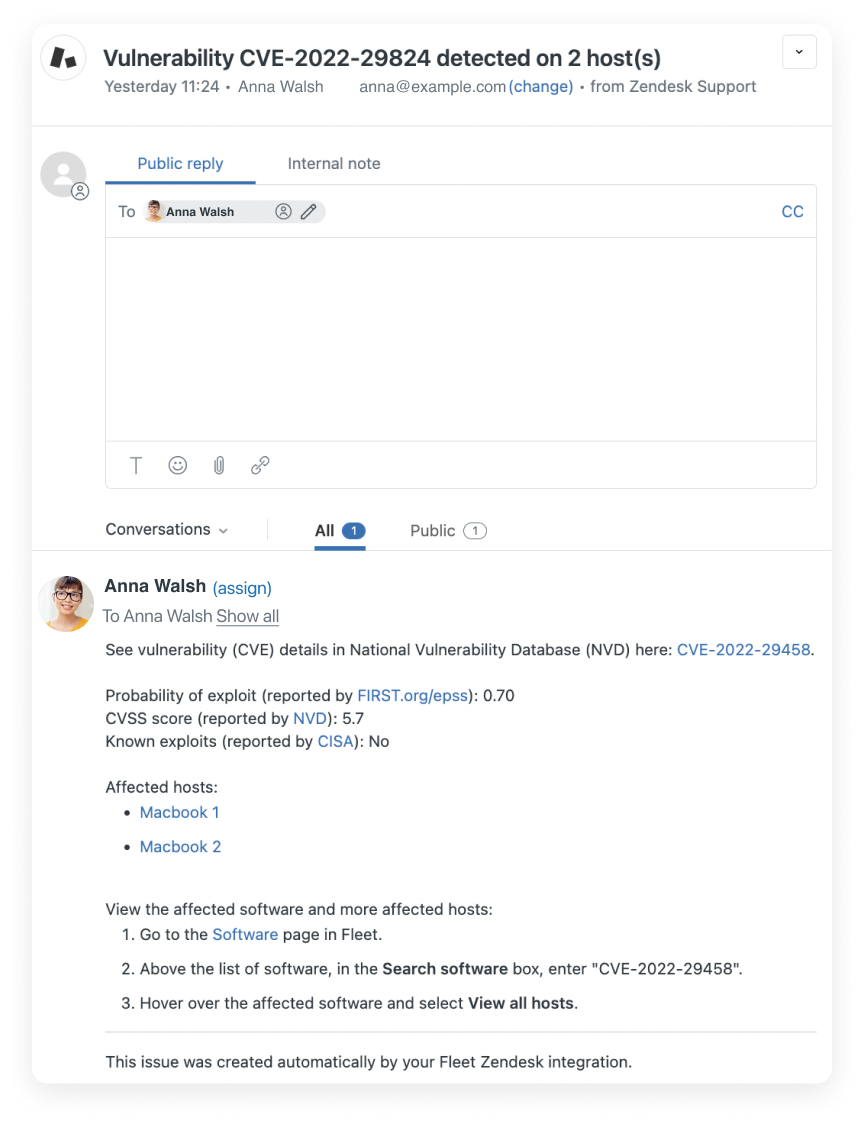 Vulnerability CVE-2022-29824 detected on 2 host(s)
Yesterday 11:24 • Anna Walsh anna@example.com (change) • from Zendesk Support
Public reply Internal note
To Anna Walsh CC
Conversations All 1 Public 1
Anna Walsh (assign)
To Anna Walsh Show all
See vulnerability (CVE) details in National Vulnerability Database (NVD) here: CVE-2022-29458.
Probability of exploit (reported by FIRST.org/epss): 0.70
CVSS score (reported by NVD): 5.7
Known exploits (reported by CISA): No
Affected hosts:
• Macbook 1
• Macbook 2
View the affected software and more affected hosts:
1. Go to the Software page in Fleet.
2. Above the list of software, in the Search software box, enter "CVE-2022-29458".
3. Hover over the affected software and select View all hosts.
This issue was created automatically by your Fleet Zendesk integration.